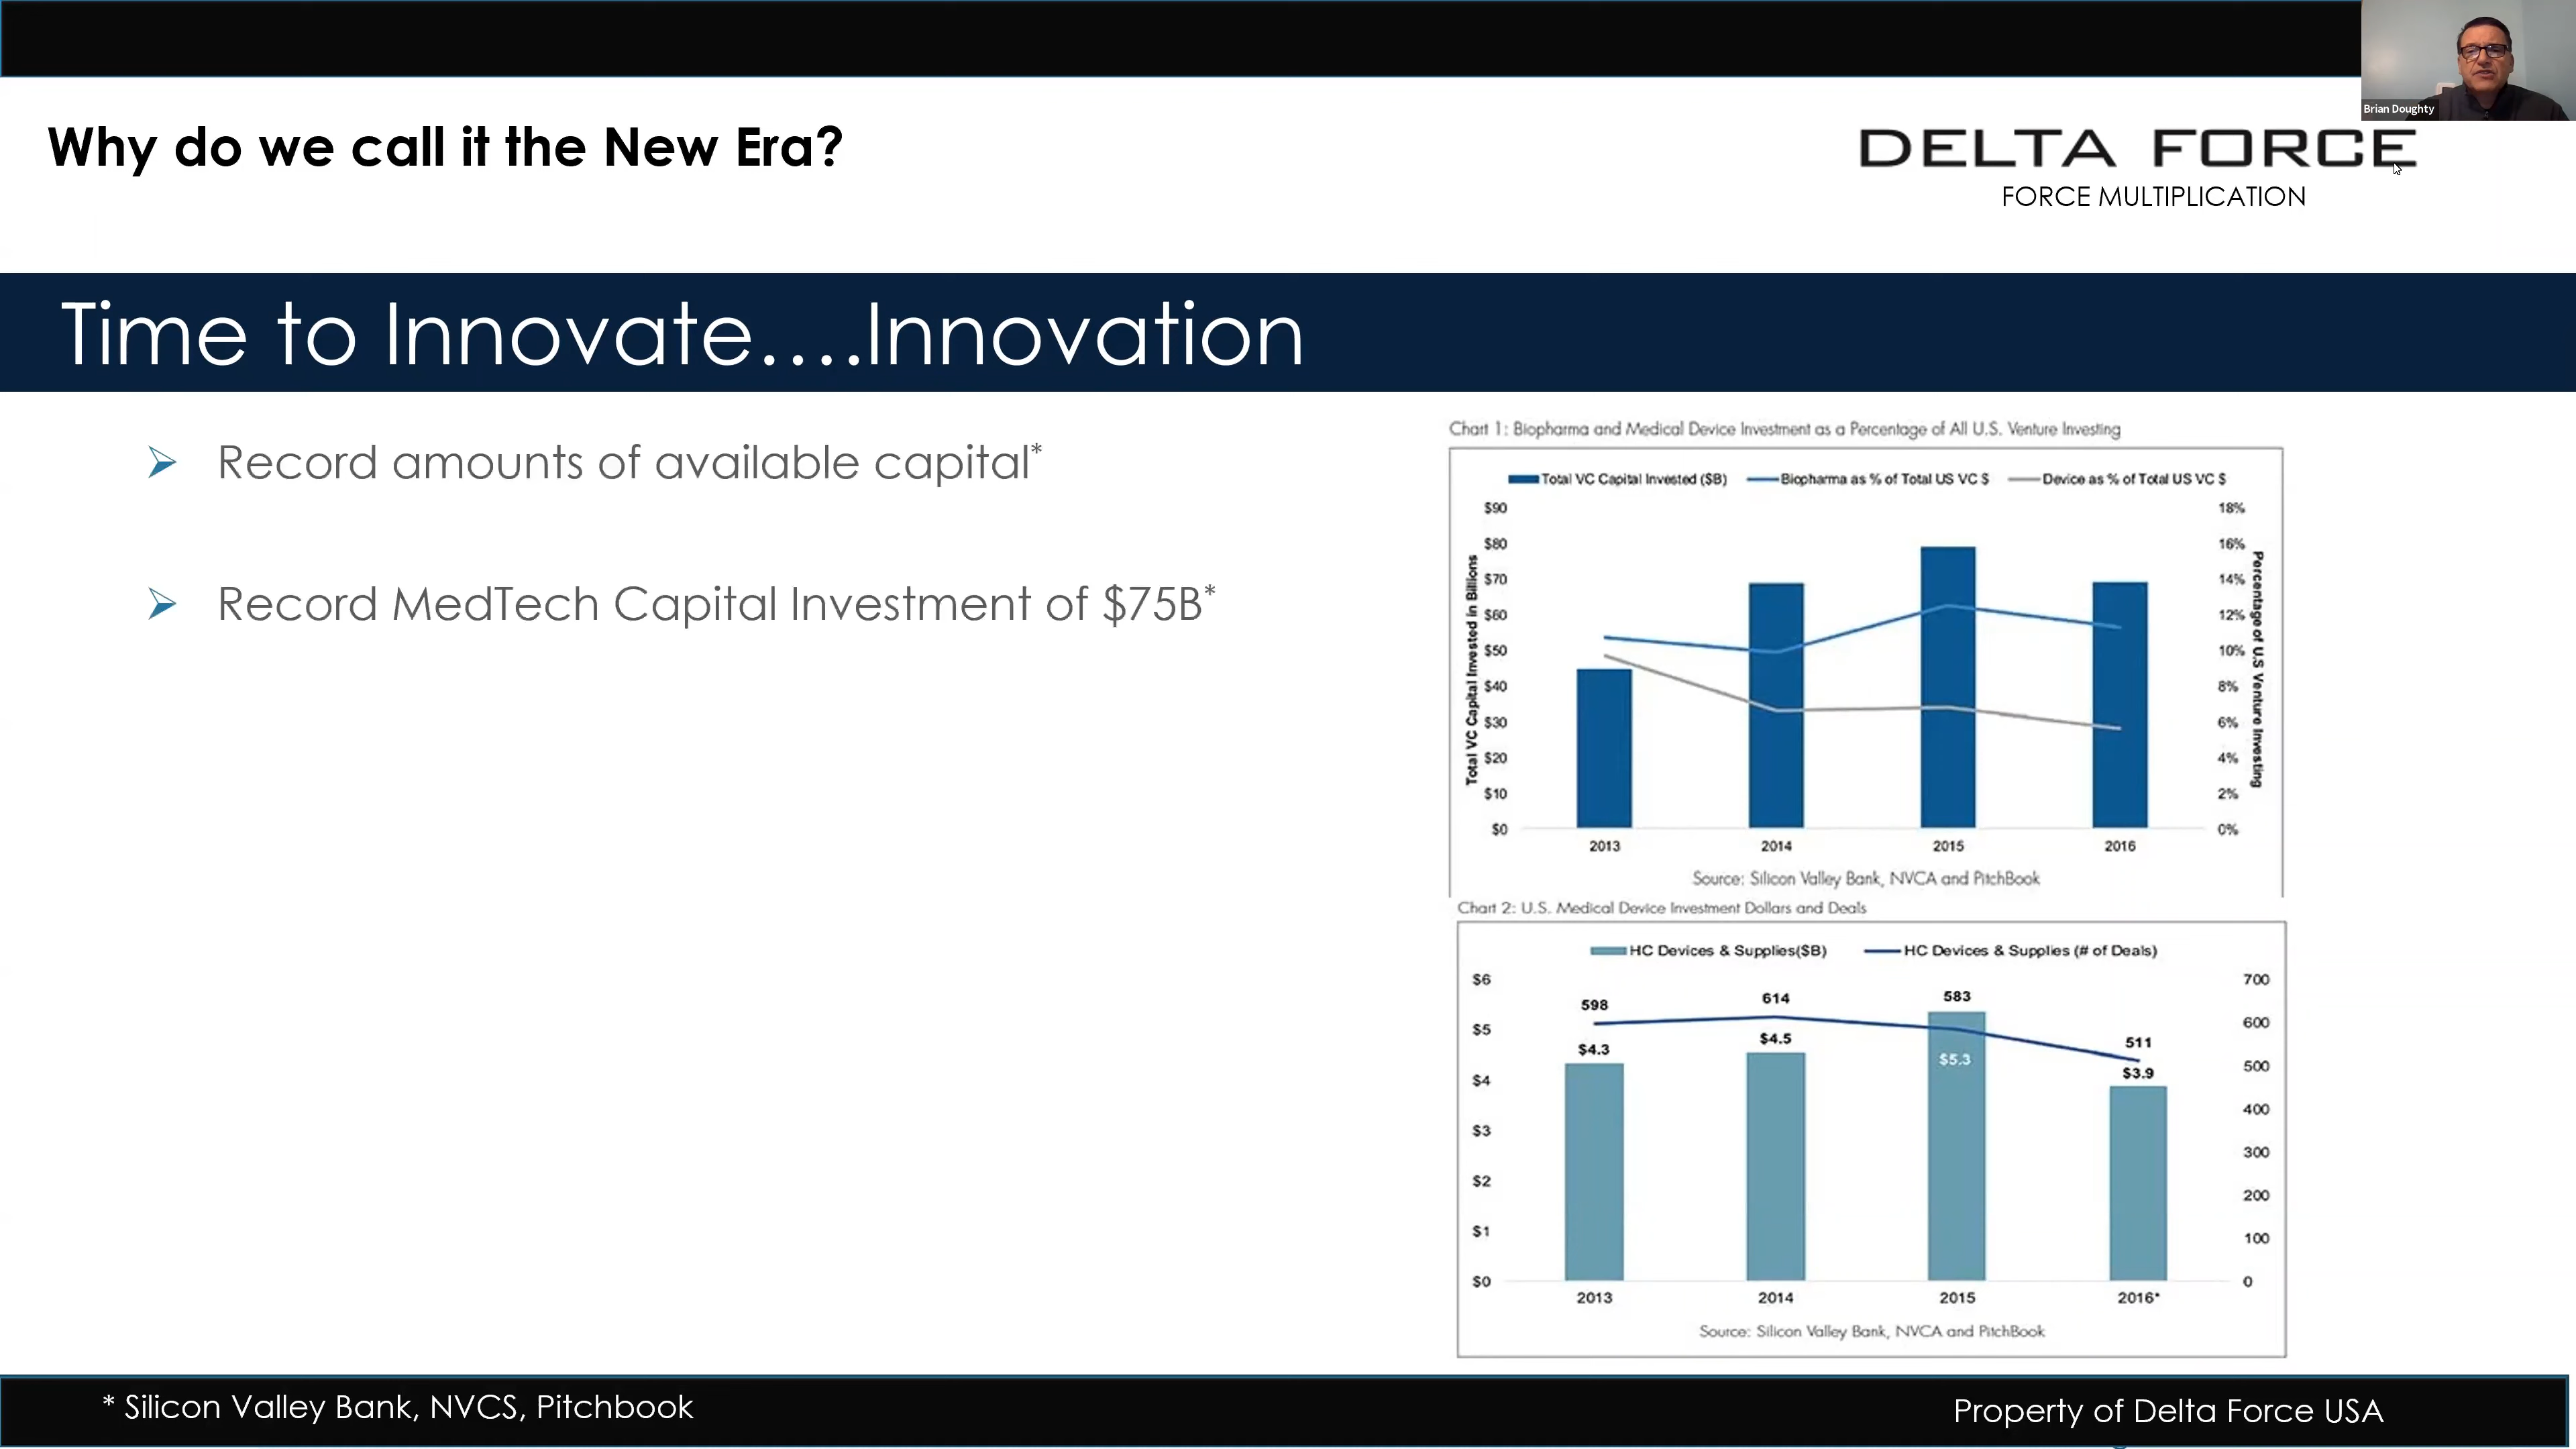 Brian Doughty
Why do we call it the New Era?
DELTA FORCE
FORCE MULTIPLICATION
Time to Innovate....Innovation
Record amounts of available capital*
Record MedTech Capital Investment of $75B*
Chart 1: Biopharma and Medical Device Investment as a Percentage of All U.S. Venture Investing
Total VC Capital Invested ($B) Biopharma as % of Total US VC $ Device as % of Total US VC $
Total VC Capital Invested in Billions
$90
$80
$70
$60
$50
$40
$30
$20
$10
$0
18%
16%
14%
12%
10%
8%
6%
4%
2%
0%
Percentage of U.S Venture Investing
2013 2014 2015 2016
Source: Silicon Valley Bank, NVCA and PitchBook
Chart 2: U.S. Medical Device Investment Dollars and Deals
HC Devices & Supplies($B) HC Devices & Supplies (# of Deals)
$6
$5
$4
$3
$2
$1
$0
598 614 583 511
$4.3 $4.5 $5.3 $3.9
700
600
500
400
300
200
100
0
2013 2014 2015 2016*
Source: Silicon Valley Bank, NVCA and PitchBook
* Silicon Valley Bank, NVCS, Pitchbook
Property of Delta Force USA